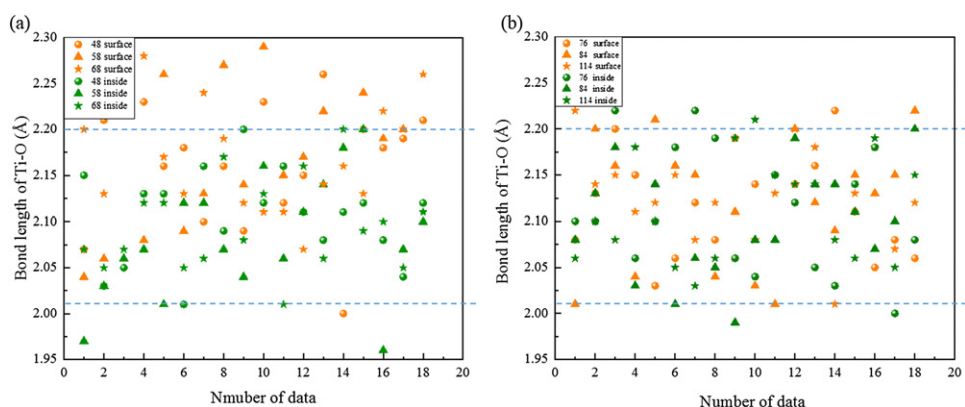 (a)
2.30
2.25
2.20
2.15
2.10
2.05
2.00
1.95
Bond length of Ti-O (Å)
48 surface
58 surface
68 surface
48 inside
58 inside
68 inside
0 2 4 6 8 10 12 14 16 18 20
Nmuber of data
(b)
2.30
2.25
2.20
2.15
2.10
2.05
2.00
1.95
Bond length of Ti-O (Å)
76 surface
84 surface
114 surface
76 inside
84 inside
114 inside
0 2 4 6 8 10 12 14 16 18 20
Number of data